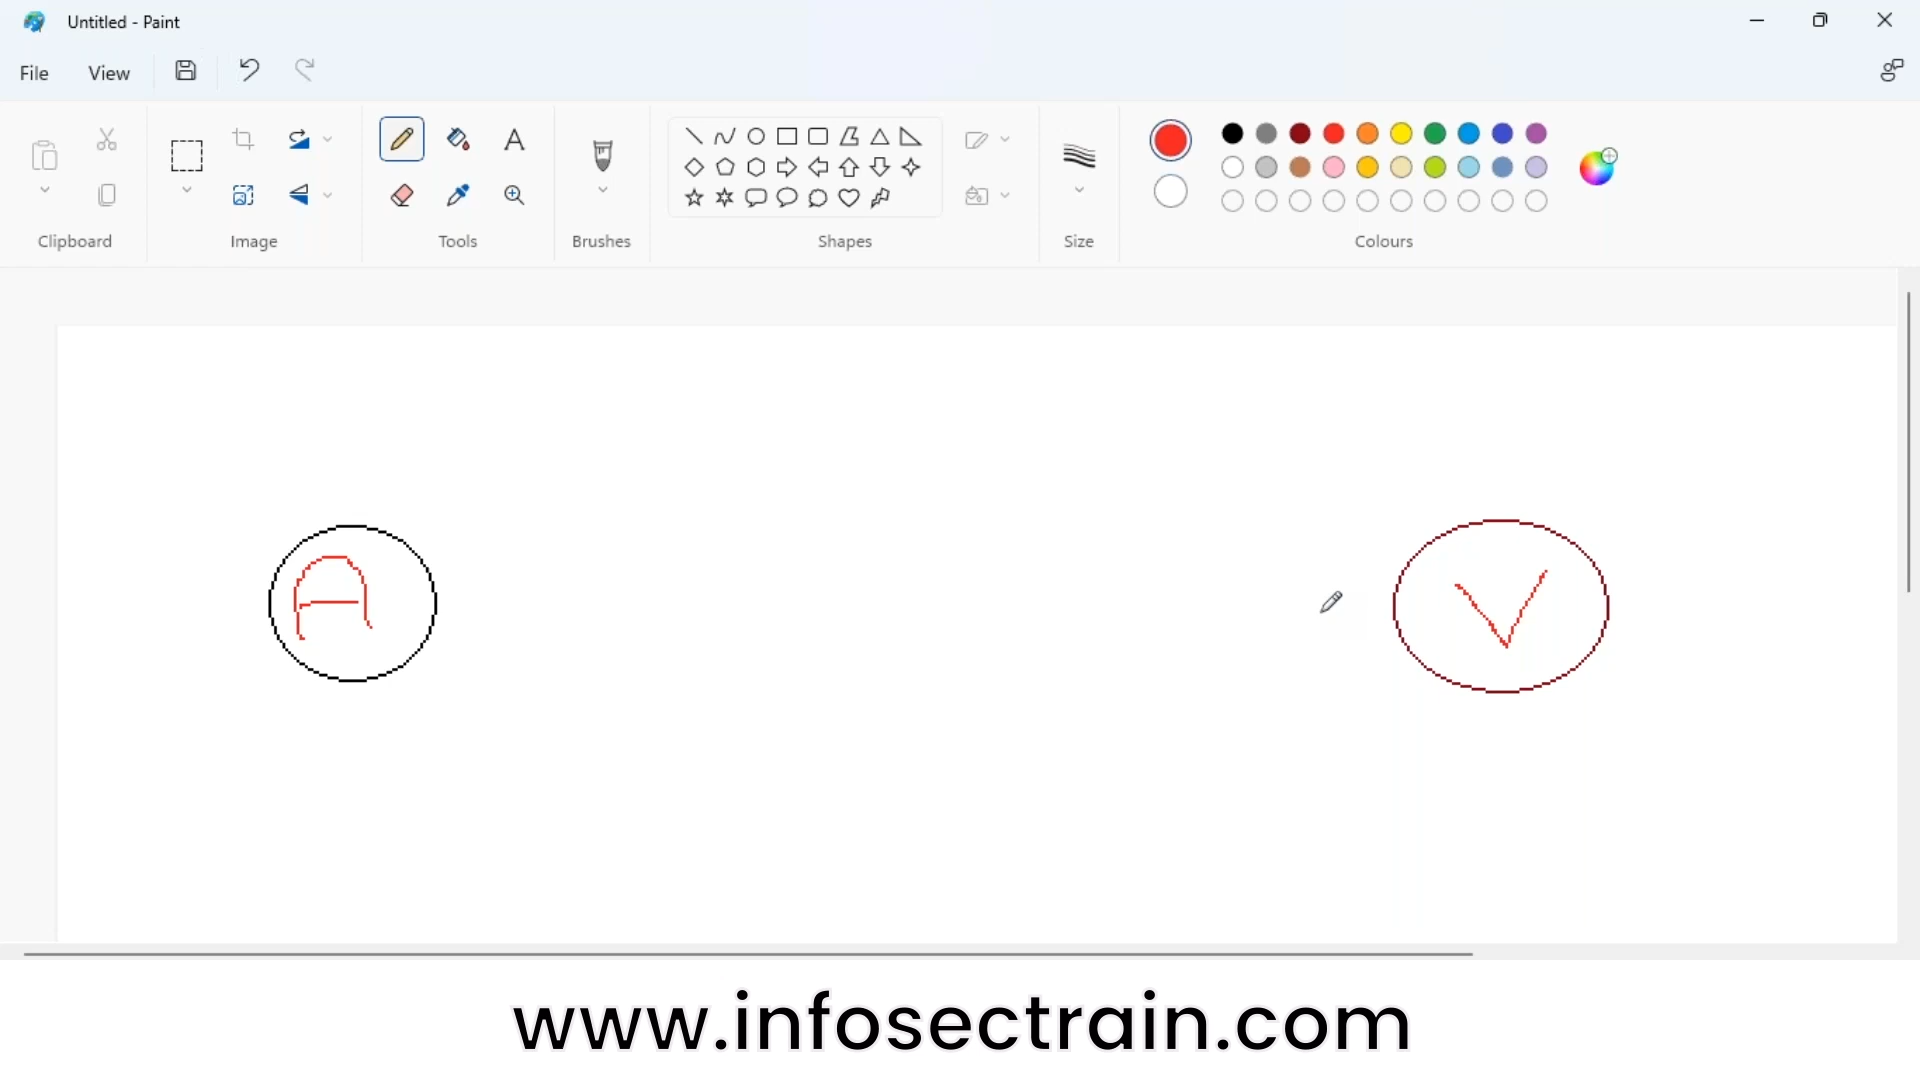 Untitled - Paint
File View
Clipboard Image Tools Brushes Shapes Size Colours
A V
www.infosectrain.com